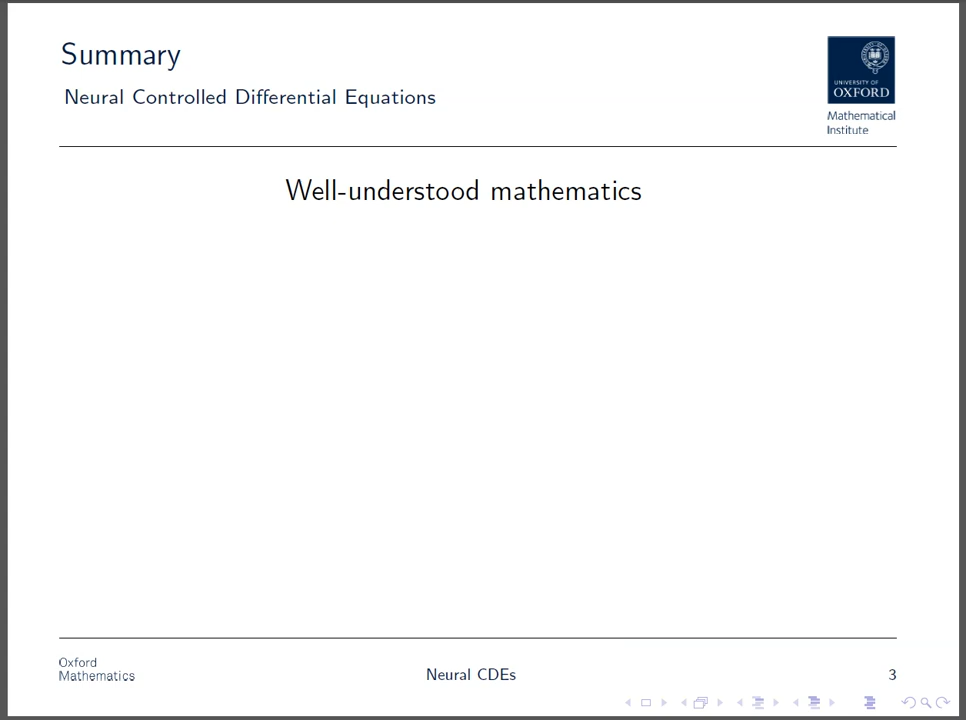 Summary
Neural Controlled Differential Equations
UNIVERSITY OF
OXFORD
Mathematical
Institute
Well-understood mathematics
Oxford
Mathematics
Neural CDEs
3